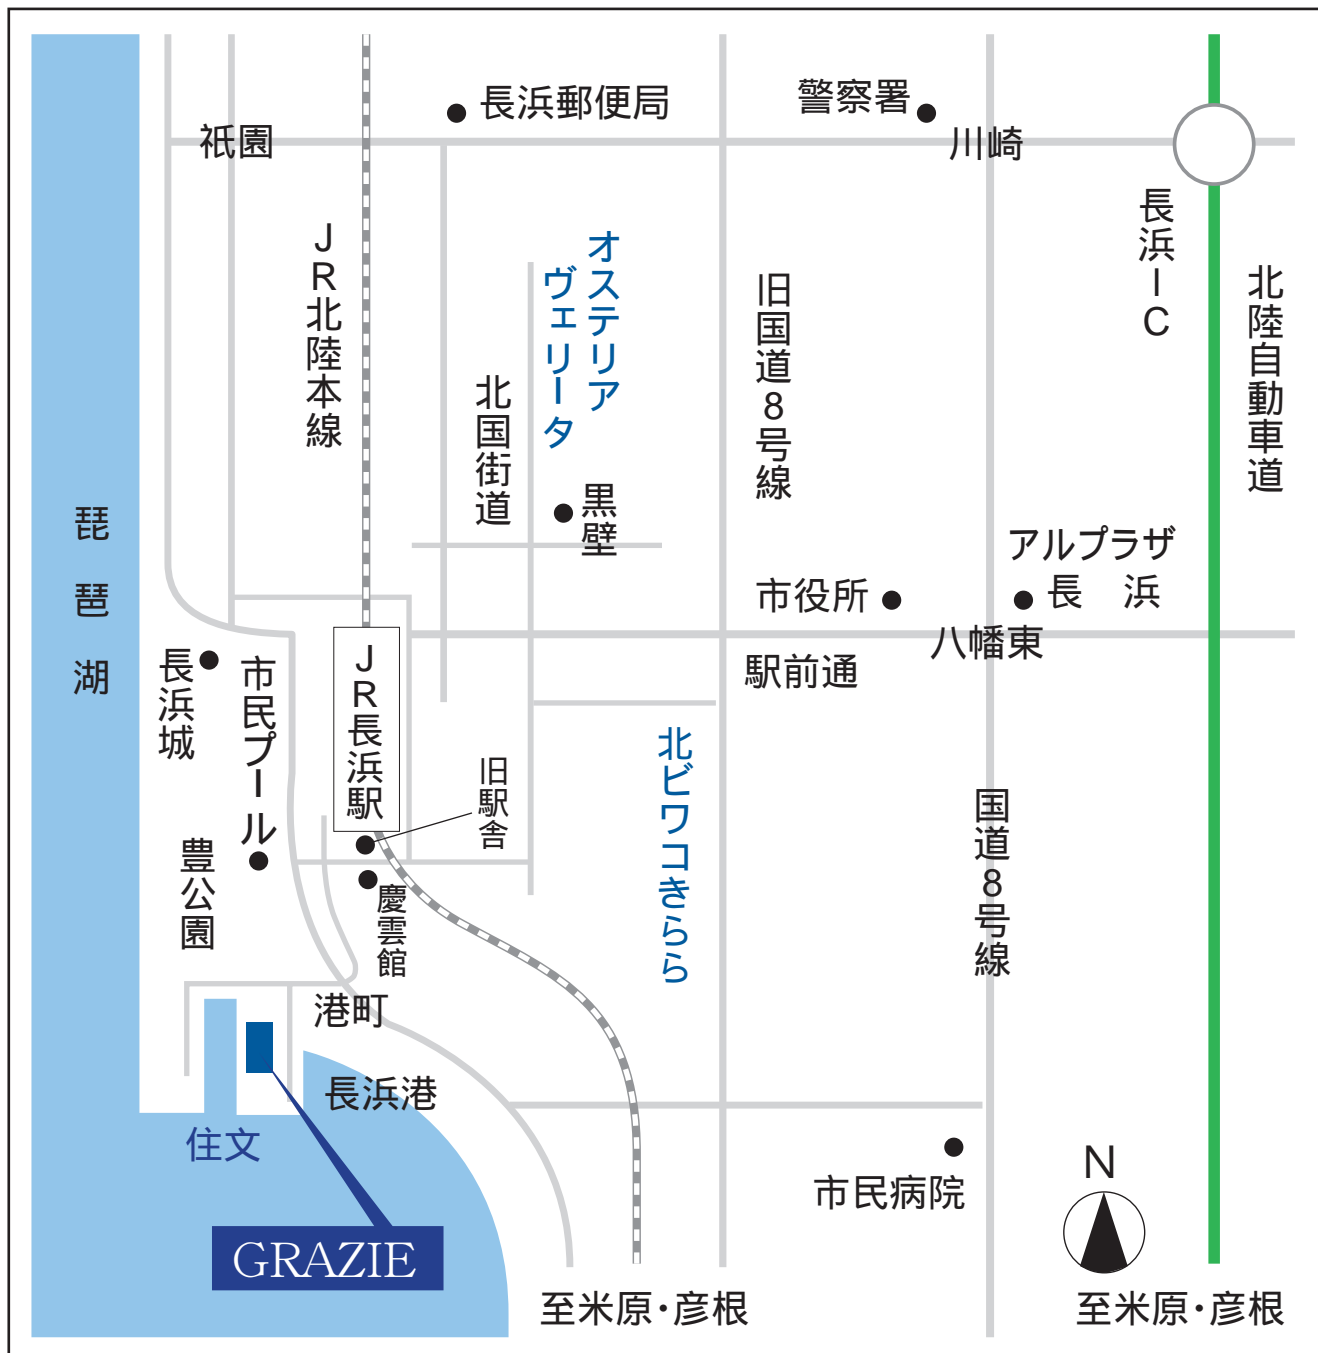 長浜郵便局
警察署
祇園
川崎
長浜IC
北陸自動車道
JR北陸本線
オステリア
ヴェリータ
旧国道8号線
北国街道
黒壁
琵琶湖
アルプラザ
長 浜
市役所
八幡東
駅前通
長浜城
市民プール
JR長浜駅
旧駅舎
北ビワコきらら
国道8号線
豊公園
慶雲館
港町
長浜港
住文
市民病院
N
GRAZIE
至米原・彦根
至米原・彦根